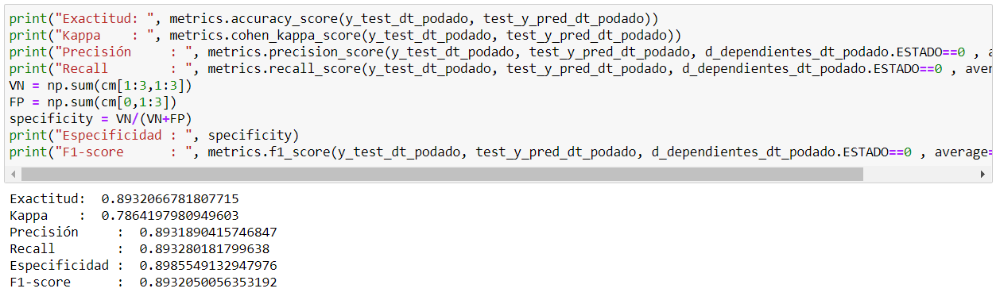 print("Exactitud: ", metrics.accuracy_score(y_test_dt_podado, test_y_pred_dt_podado))
print("Kappa    : ", metrics.cohen_kappa_score(y_test_dt_podado, test_y_pred_dt_podado))
print("Precisión     : ", metrics.precision_score(y_test_dt_podado, test_y_pred_dt_podado, d_dependientes_dt_podado.ESTADO==0 , a
print("Recall        : ", metrics.recall_score(y_test_dt_podado, test_y_pred_dt_podado, d_dependientes_dt_podado.ESTADO==0 , aver
VN = np.sum(cm[1:3,1:3])
FP = np.sum(cm[0,1:3])
specificity = VN/(VN+FP)
print("Especificidad : ", specificity)
print("F1-score      : ", metrics.f1_score(y_test_dt_podado, test_y_pred_dt_podado, d_dependientes_dt_podado.ESTADO==0 , average=
Exactitud:  0.8932066781807715
Kappa    :  0.7864197980949603
Precisión     :  0.8931890415746847
Recall        :  0.893280181799638
Especificidad :  0.8985549132947976
F1-score      :  0.8932050056353192